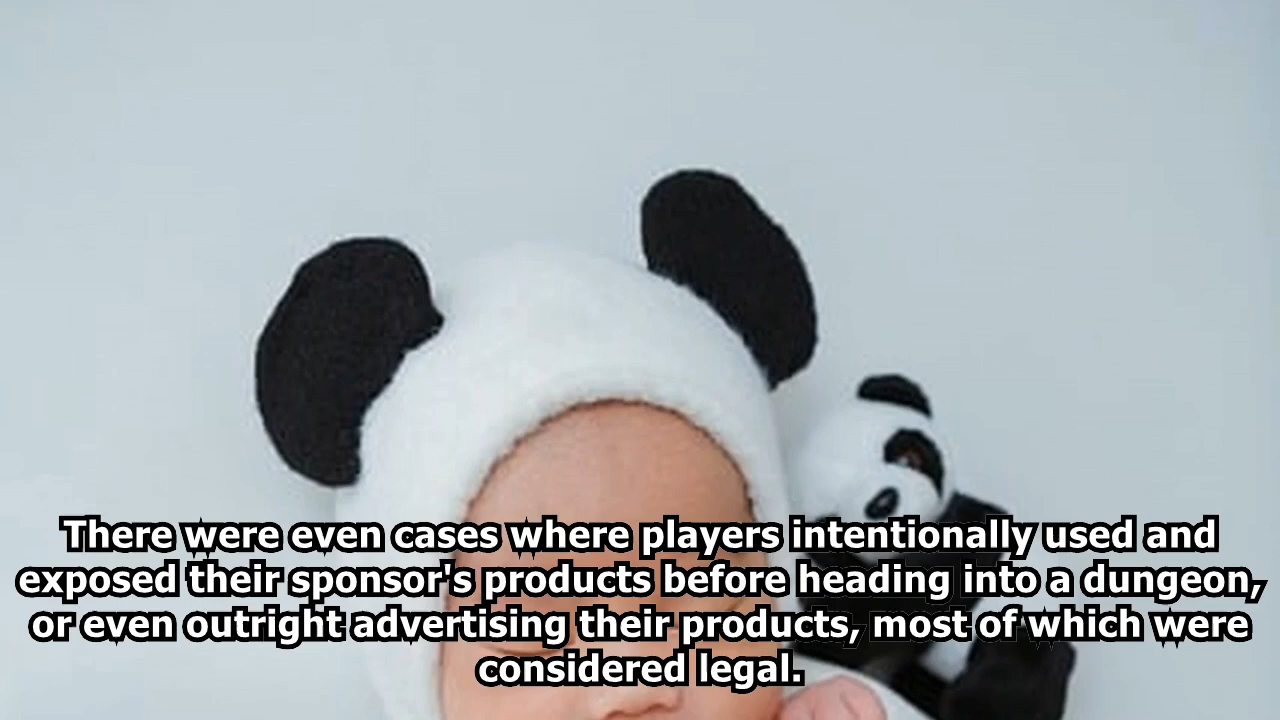 There were even cases where players intentionally used and
exposed their sponsor's products before heading into a dungeon,
or even outright advertising their products, most of which were
considered legal.